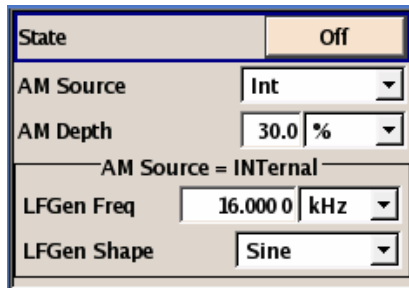 State Off
AM Source Int
AM Depth 30.0 %
AM Source = INTernal
LFGen Freq 16.000 0 kHz
LFGen Shape Sine